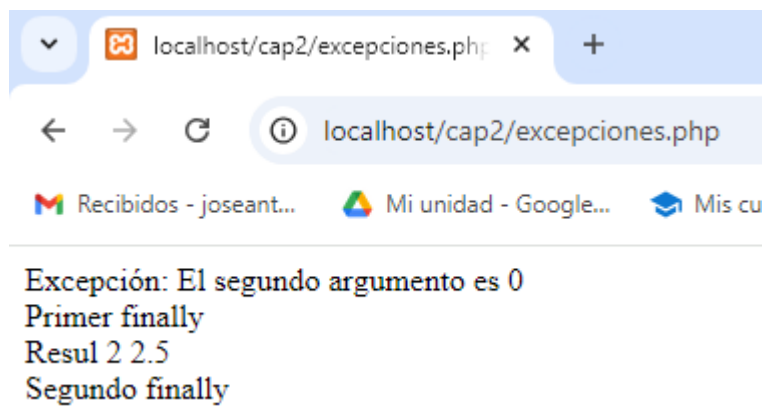 localhost/cap2/excepciones.php
localhost/cap2/excepciones.php
Recibidos - joseant... Mi unidad - Google... Mis cu
Excepción: El segundo argumento es 0
Primer finally
Resul 2 2.5
Segundo finally